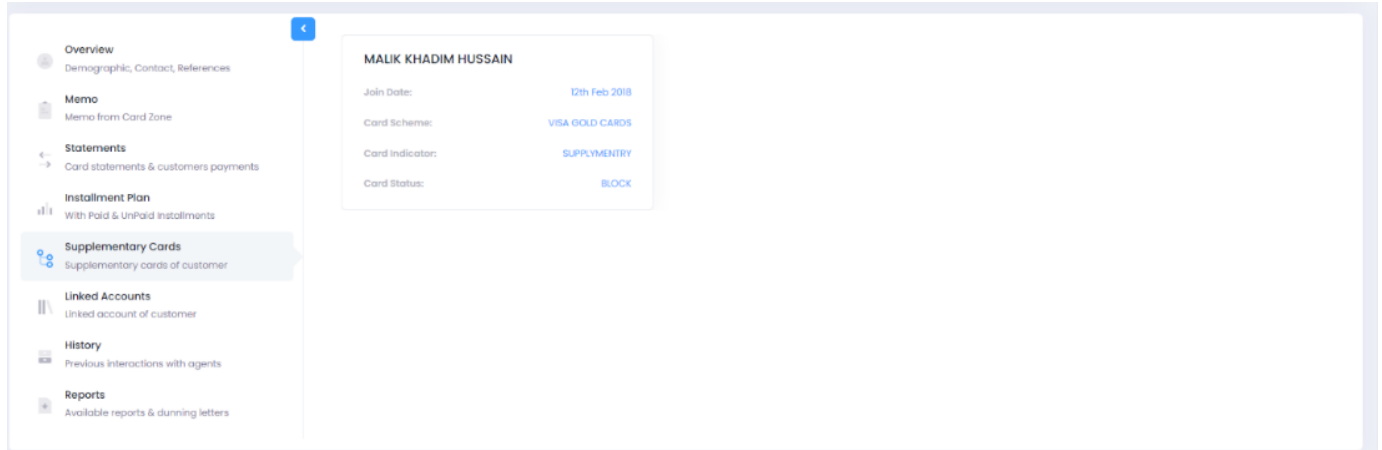 Overview
Demographic, Contact, References
Memo
Memo from Card Zone
Statements
Card statements & customers payments
Installment Plan
With Paid & UnPaid Installments
Supplementary Cards
Supplementary cards of customer
Linked Accounts
Linked account of customer
History
Previous interactions with agents
Reports
Available reports & dunning letters
MALIK KHADIM HUSSAIN
Join Date: 12th Feb 2018
Card Scheme: VISA GOLD CARDS
Card Indicator: SUPPLYMENTRY
Card Status: BLOCK